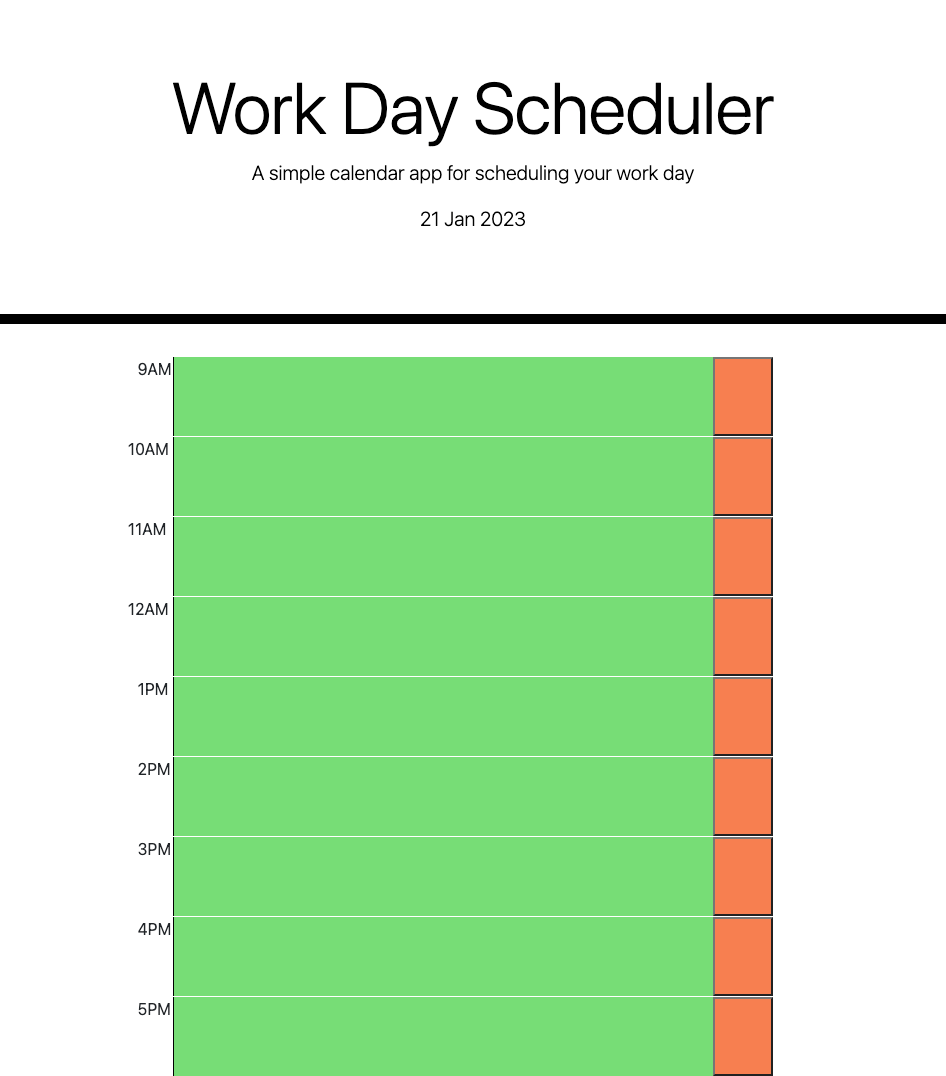 Work Day Scheduler
A simple calendar app for scheduling your work day
21 Jan 2023
9AM
10AM
11AM
12AM
1PM
2PM
3PM
4PM
5PM